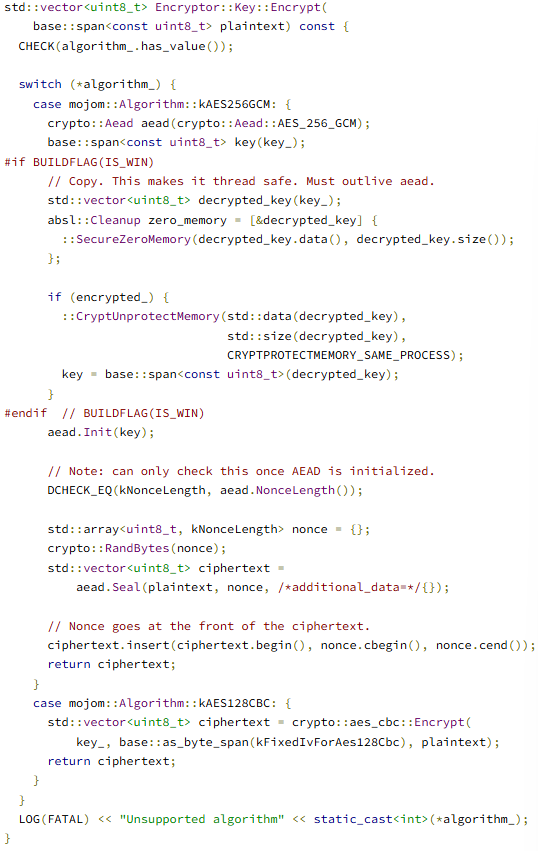 std::vector<uint8_t> Encryptor::Key::Encrypt(
    base::span<const uint8_t> plaintext) const {
  CHECK(algorithm_.has_value());

  switch (*algorithm_) {
    case mojom::Algorithm::kAES256GCM: {
      crypto::Aead aead(crypto::Aead::AES_256_GCM);
      base::span<const uint8_t> key(key_);
#if BUILDFLAG(IS_WIN)
      // Copy. This makes it thread safe. Must outlive aead.
      std::vector<uint8_t> decrypted_key(key_);
      absl::Cleanup zero_memory = [&decrypted_key] {
        ::SecureZeroMemory(decrypted_key.data(), decrypted_key.size());
      };

      if (encrypted_) {
        ::CryptUnprotectMemory(std::data(decrypted_key),
                               std::size(decrypted_key),
                               CRYPTPROTECTMEMORY_SAME_PROCESS);
        key = base::span<const uint8_t>(decrypted_key);
      }
#endif  // BUILDFLAG(IS_WIN)
      aead.Init(key);

      // Note: can only check this once AEAD is initialized.
      DCHECK_EQ(kNonceLength, aead.NonceLength());

      std::array<uint8_t, kNonceLength> nonce = {};
      crypto::RandBytes(nonce);
      std::vector<uint8_t> ciphertext =
          aead.Seal(plaintext, nonce, /*additional_data=*/{});

      // Nonce goes at the front of the ciphertext.
      ciphertext.insert(ciphertext.begin(), nonce.cbegin(), nonce.cend());
      return ciphertext;
    }
    case mojom::Algorithm::kAES128CBC: {
      std::vector<uint8_t> ciphertext = crypto::aes_cbc::Encrypt(
          key_, base::as_byte_span(kFixedIvForAes128Cbc), plaintext);
      return ciphertext;
    }
  }
  LOG(FATAL) << "Unsupported algorithm" << static_cast<int>(*algorithm_);
}